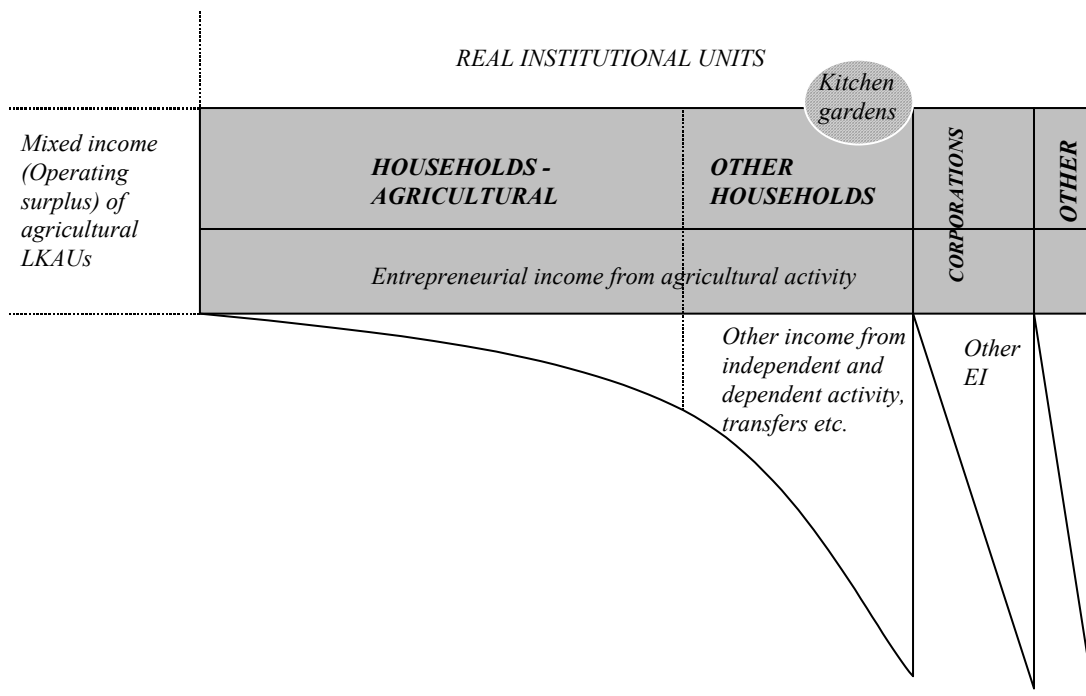 REAL INSTITUTIONAL UNITS
Kitchen
gardens
Mixed income
(Operating
surplus) of
agricultural
LKAUs
HOUSEHOLDS -
AGRICULTURAL
OTHER
HOUSEHOLDS
CORPORATIONS
OTHER
Entrepreneurial income from agricultural activity
Other income from
independent and
dependent activity,
transfers etc.
Other
EI